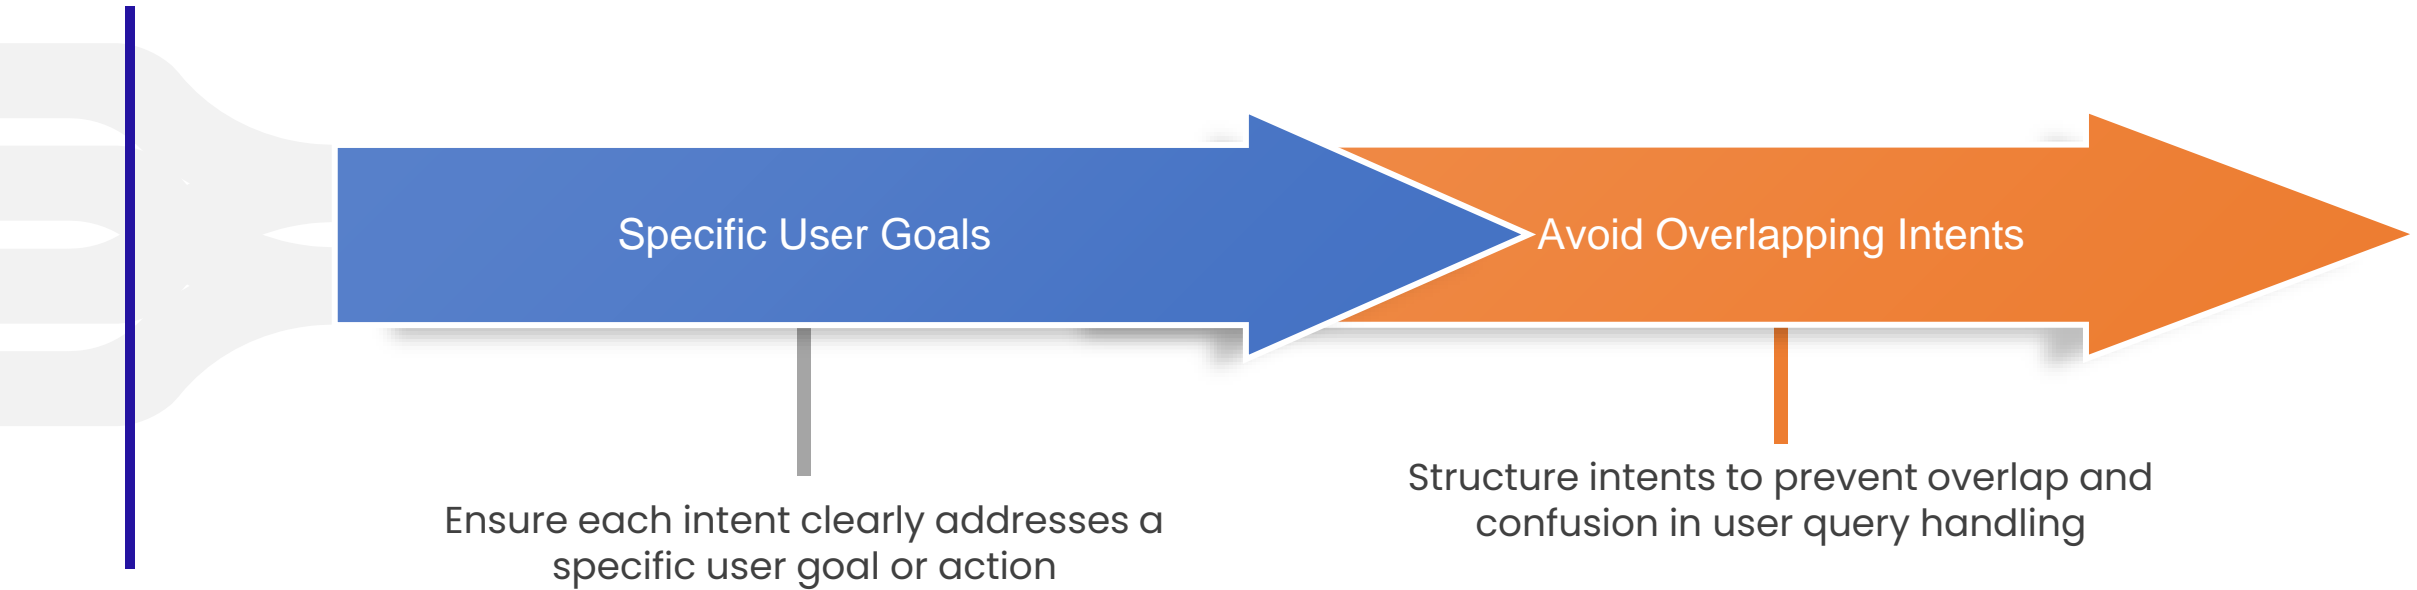 Specific User Goals
Avoid Overlapping Intents
Ensure each intent clearly addresses a
specific user goal or action
Structure intents to prevent overlap and
confusion in user query handling